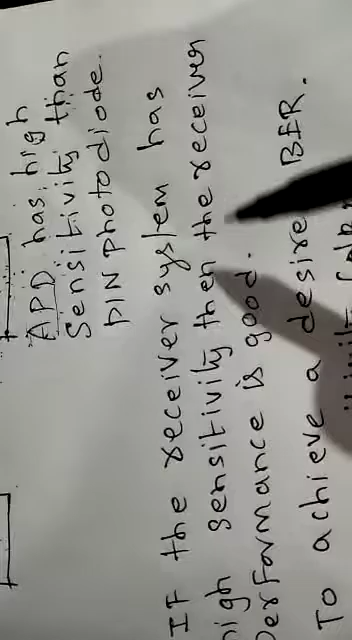 APD has high
Sensitivity than
PIN photodiode.
IF the receiver system has
high sensitivity then the receiver
performance is good.
To achieve a desire BER.